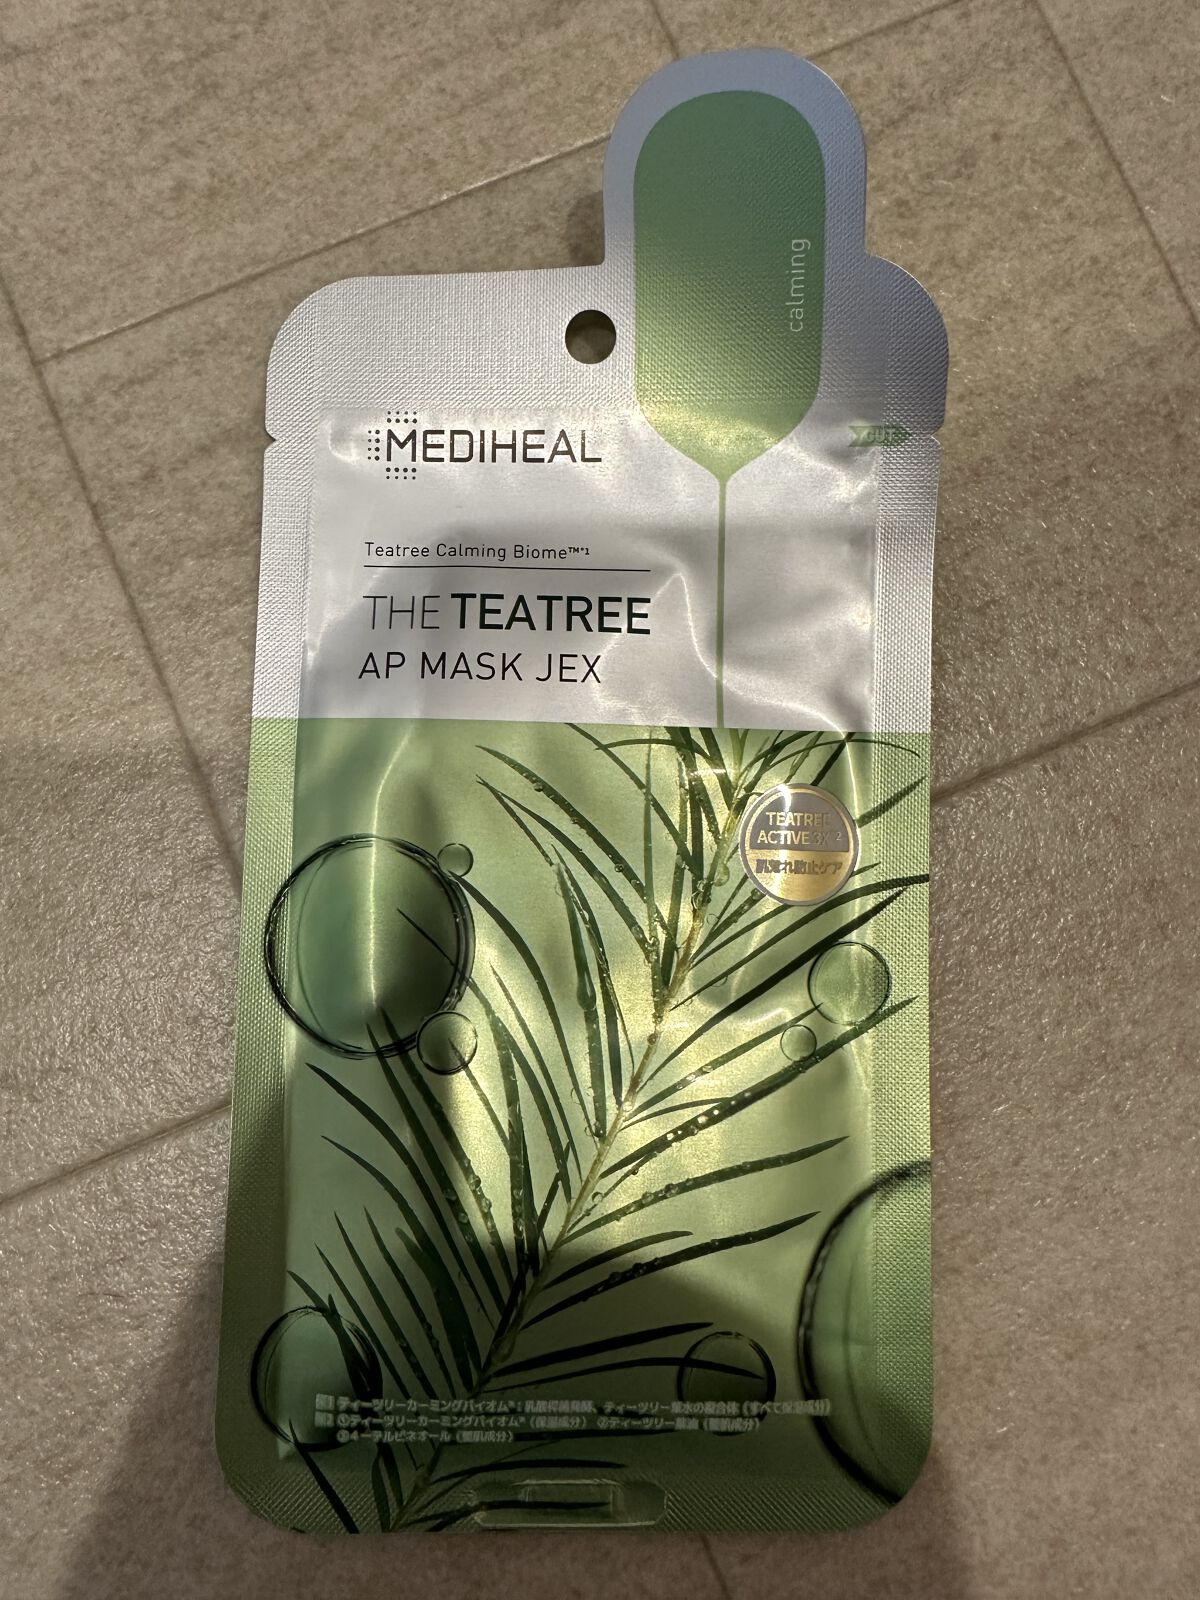 calming
MEDIHEAL
CUT
Teatree Calming Biome™*1
THE TEATREE
AP MASK JEX
TEATREE
ACTIVE 3X*2
肌荒れ防止ケア
※1 ティーツリーカーミングバイオム®：乳酸桿菌発酵、ティーツリー葉水の複合体（すべて保湿成分）
※2 ①ティーツリーカーミングバイオム®（保湿成分） ②ティーツリー葉油（整肌成分）
③4－テルピネオール（整肌成分）